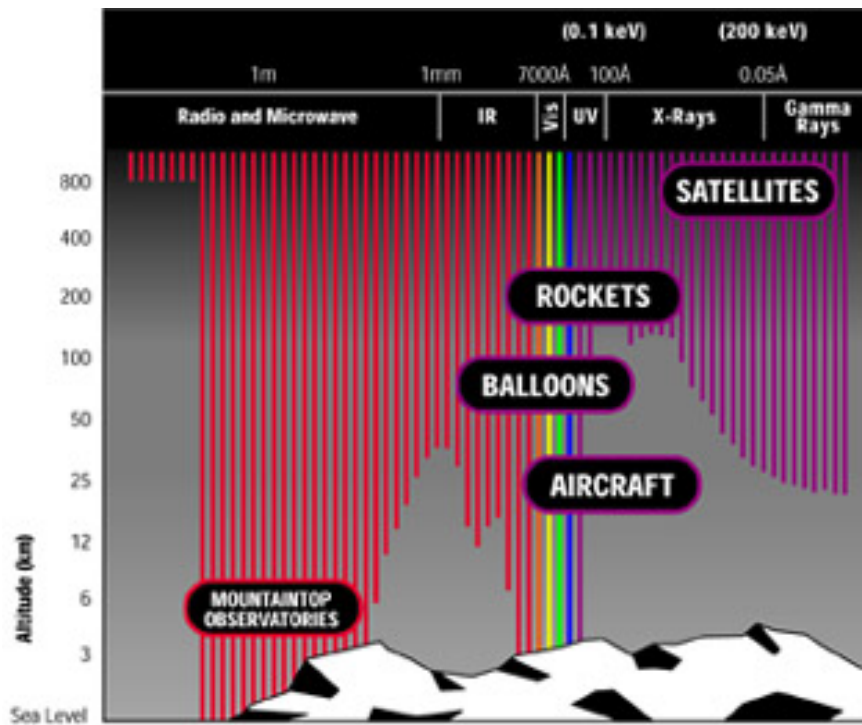 (0.1 keV) (200 keV)
1m 1mm 7000Å 100Å 0.05Å
Radio and Microwave IR Vis UV X-Rays Gamma Rays
800
SATELLITES
400
200
ROCKETS
100
BALLOONS
50
25
AIRCRAFT
12
6
MOUNTAINTOP
OBSERVATORIES
3
Sea Level
Altitude (km)